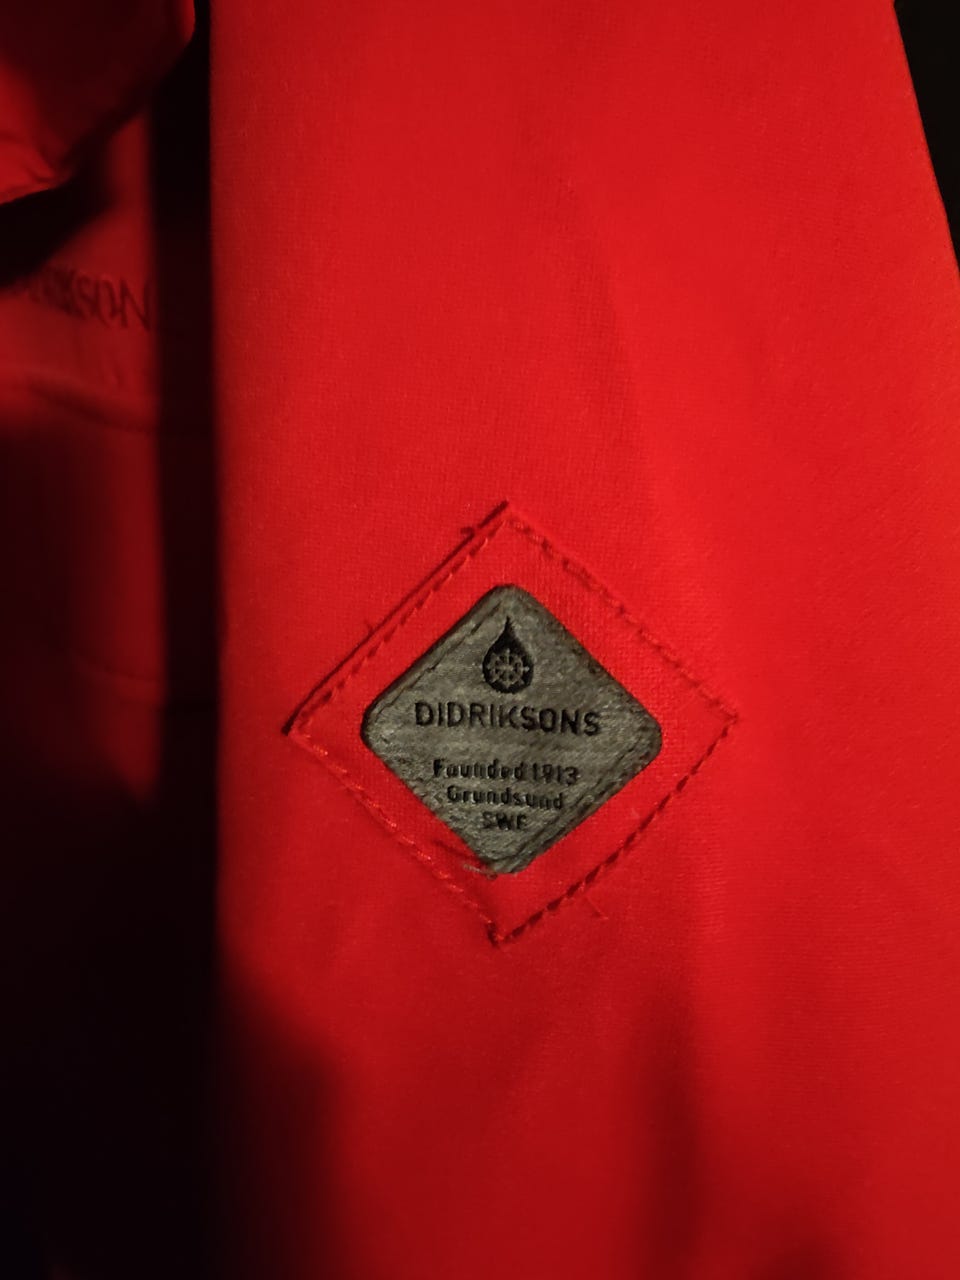 DIDRIKSONS
Founded 1913
Grundsund
SWE